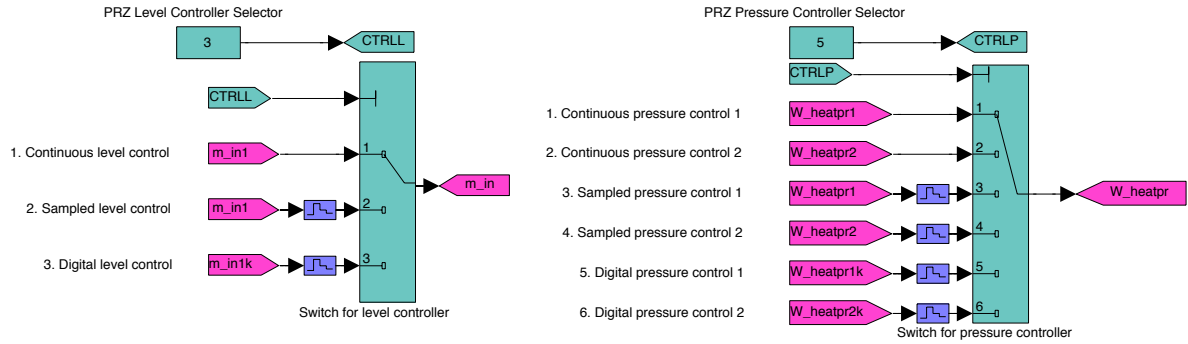 PRZ Level Controller Selector
3
CTRLL
CTRLL
1. Continuous level control
m_in1
1
m_in
2. Sampled level control
m_in1
2
3. Digital level control
m_in1k
3
Switch for level controller
PRZ Pressure Controller Selector
5
CTRLP
CTRLP
1. Continuous pressure control 1
W_heatpr1
1
2. Continuous pressure control 2
W_heatpr2
2
3. Sampled pressure control 1
W_heatpr1
3
W_heatpr
4. Sampled pressure control 2
W_heatpr2
4
5. Digital pressure control 1
W_heatpr1k
5
6. Digital pressure control 2
W_heatpr2k
6
Switch for pressure controller